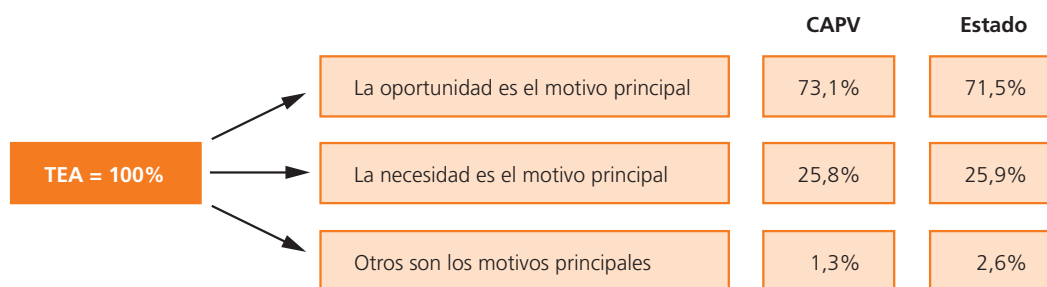 CAPV Estado
La oportunidad es el motivo principal 73,1% 71,5%
TEA = 100% La necesidad es el motivo principal 25,8% 25,9%
Otros son los motivos principales 1,3% 2,6%